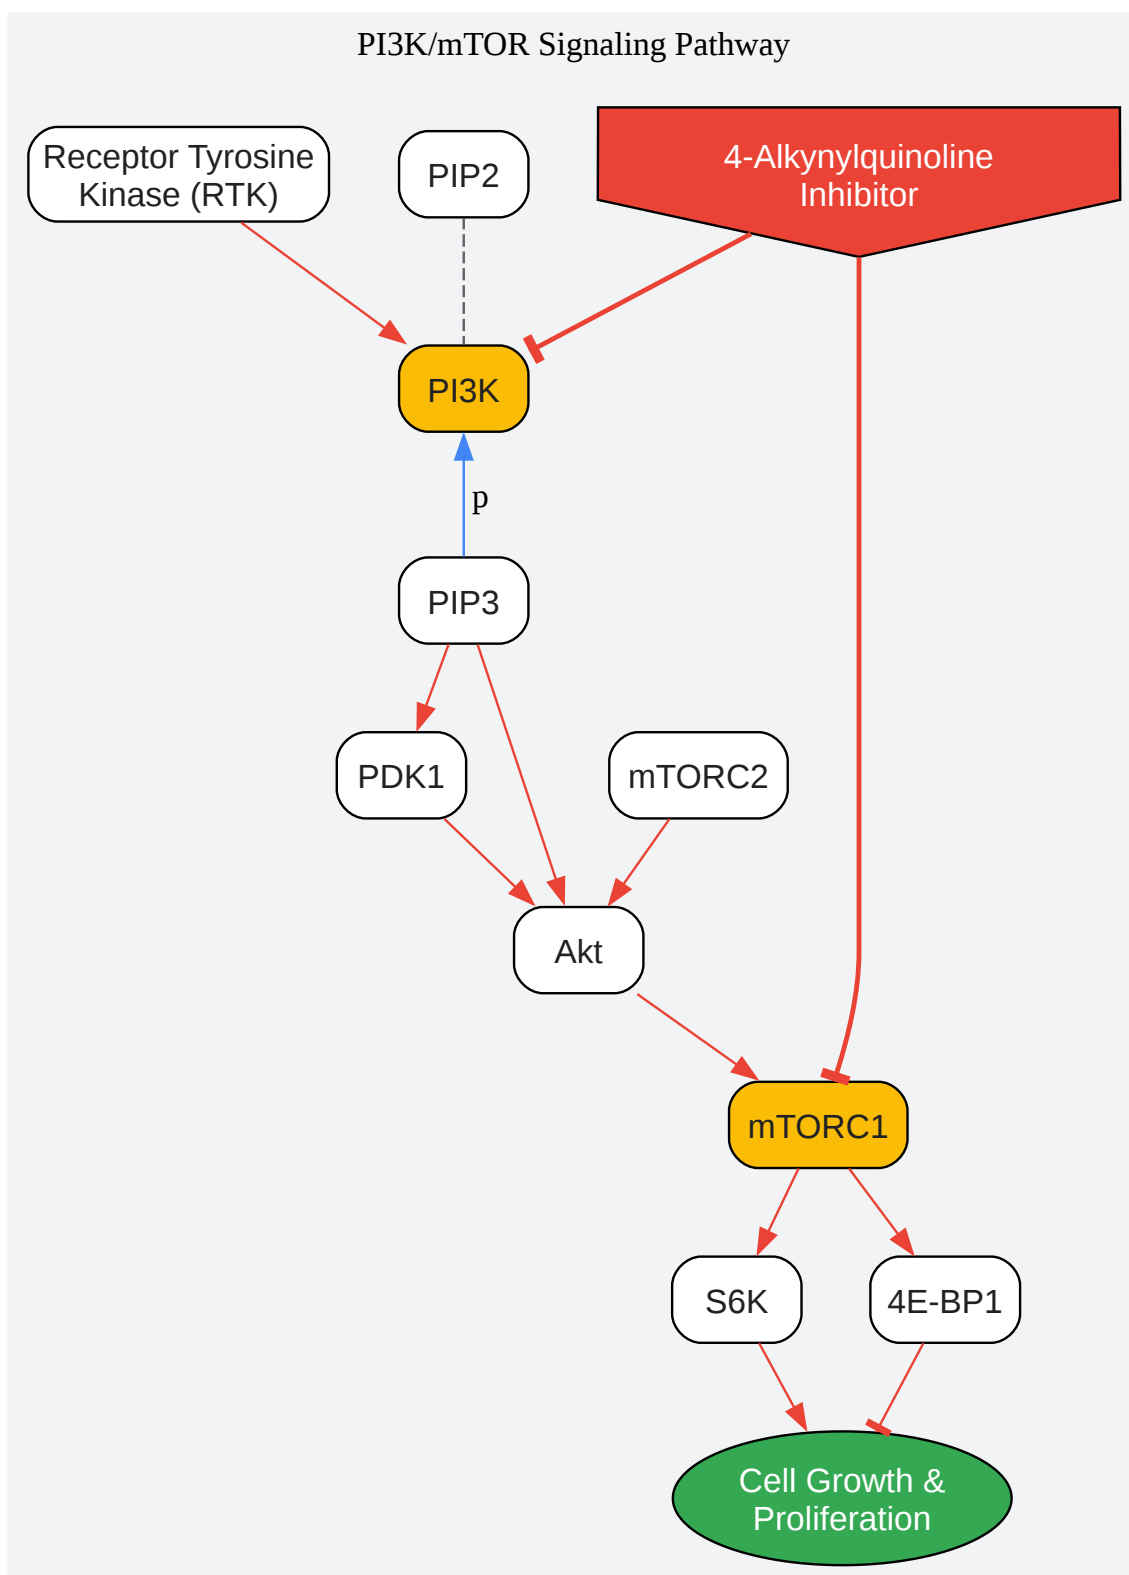 PI3K/mTOR Signaling Pathway
Receptor Tyrosine
Kinase (RTK)
PIP2
4-Alkynylquinoline
Inhibitor
PI3K
p
PIP3
PDK1
mTORC2
Akt
mTORC1
S6K
4E-BP1
Cell Growth &
Proliferation